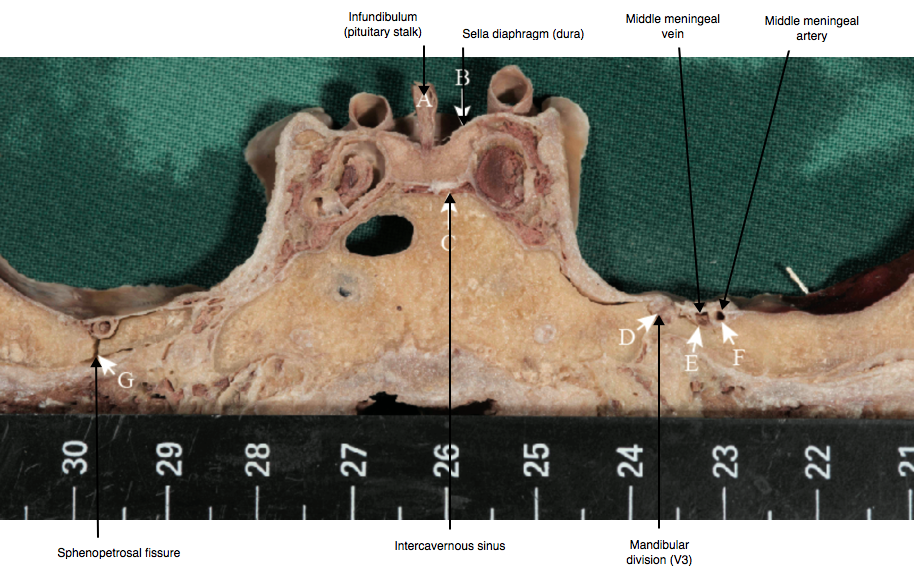 Infundibulum
(pituitary stalk)
Sella diaphragm (dura)
Middle meningeal
vein
Middle meningeal
artery
A
B
C
D
E
F
G
30 29 28 27 26 25 24 23 22 21
Sphenopetrosal fissure
Intercavernous sinus
Mandibular
division (V3)